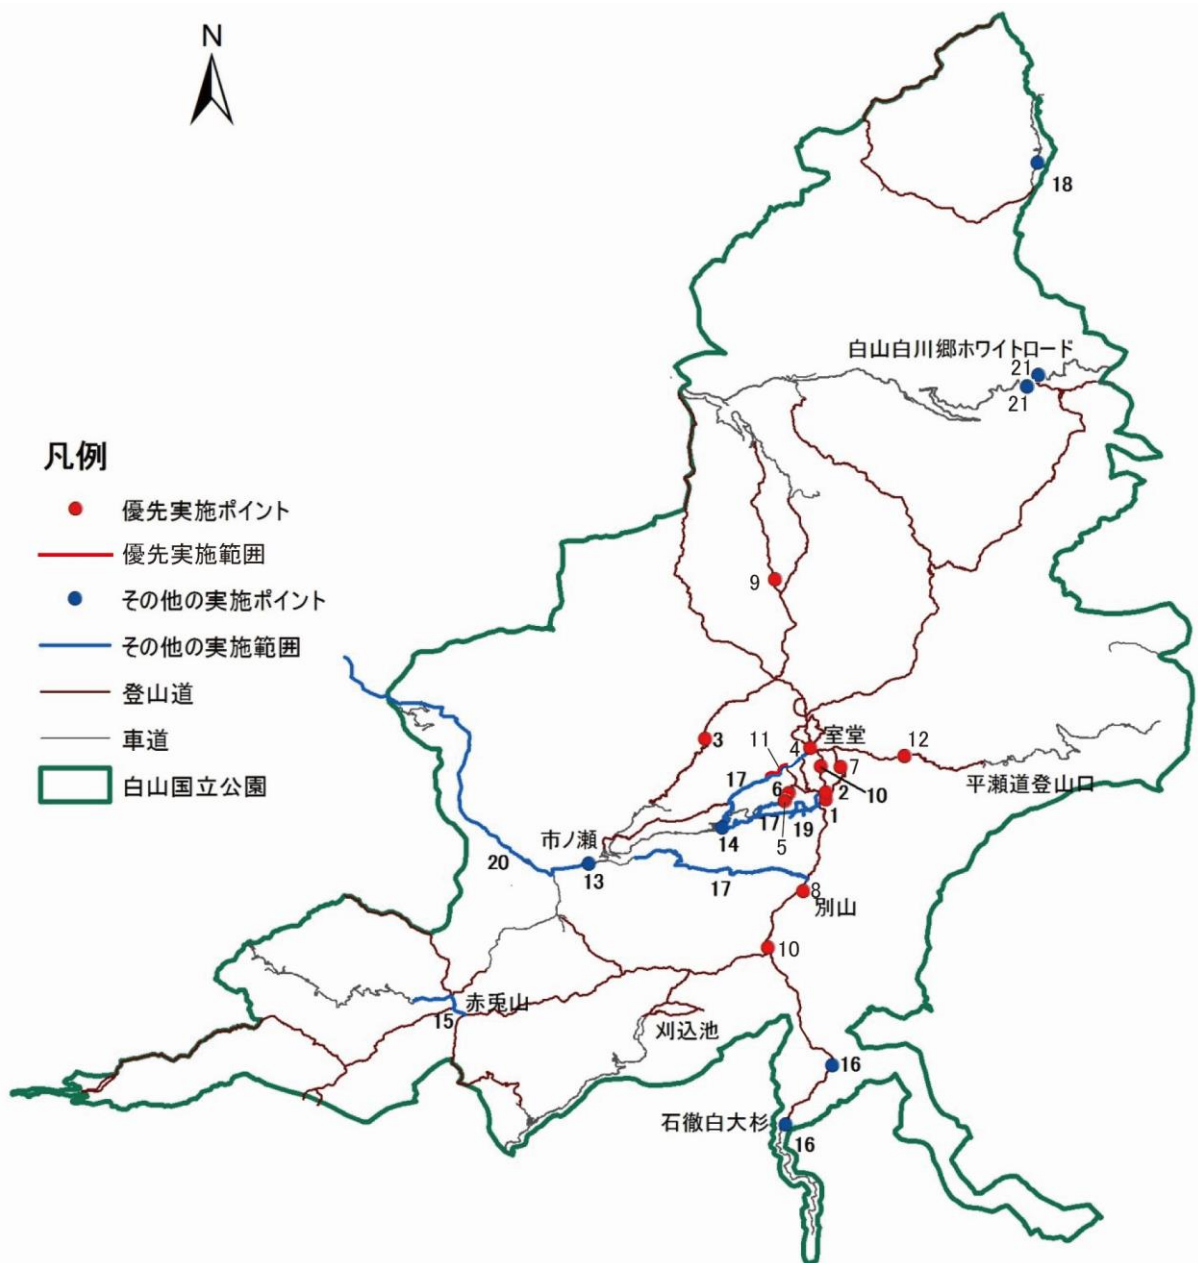 N
18
白山白川郷ホワイトロード
21
21
凡例
優先実施ポイント
優先実施範囲
その他の実施ポイント
その他の実施範囲
登山道
車道
白山国立公園
9
3
11
4
室堂
12
7
平瀬道登山口
17
6
2
10
1
17
19
5
14
市ノ瀬
20
13
17
8
別山
10
赤兎山
15
刈込池
16
石徹白大杉
16